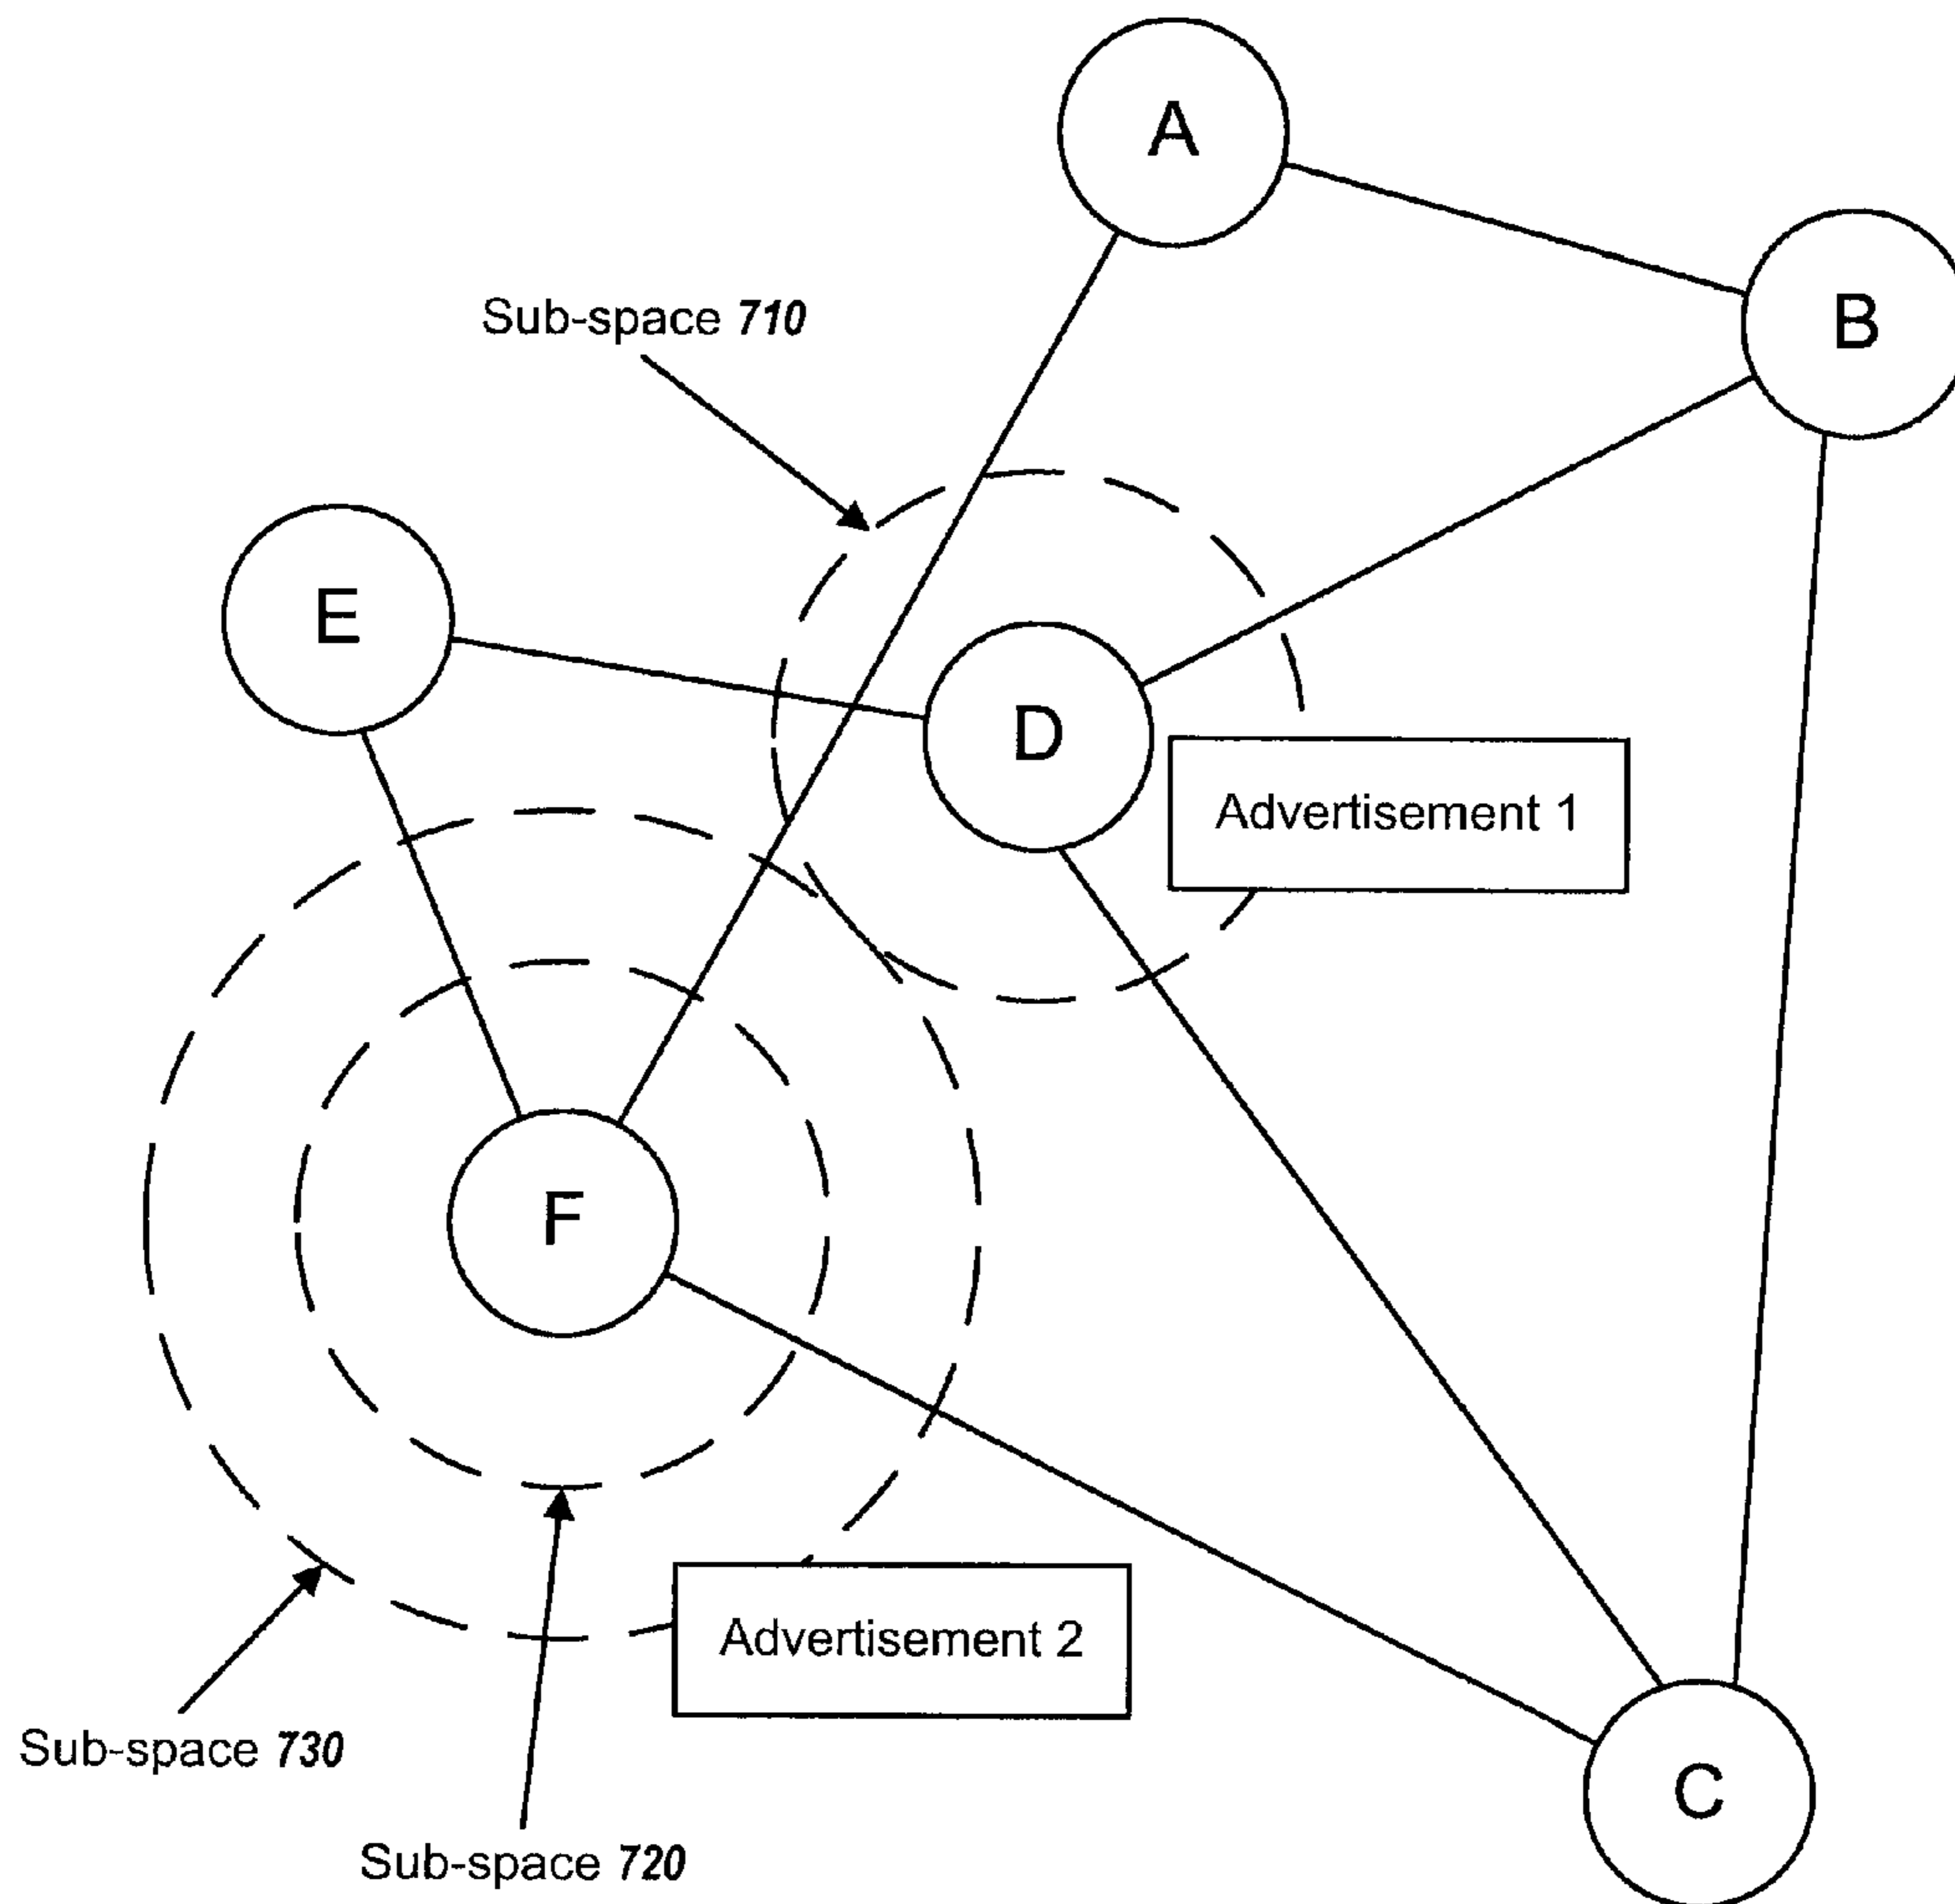 A
B
Sub-space 710
E
D
Advertisement 1
F
Advertisement 2
Sub-space 730
C
Sub-space 720